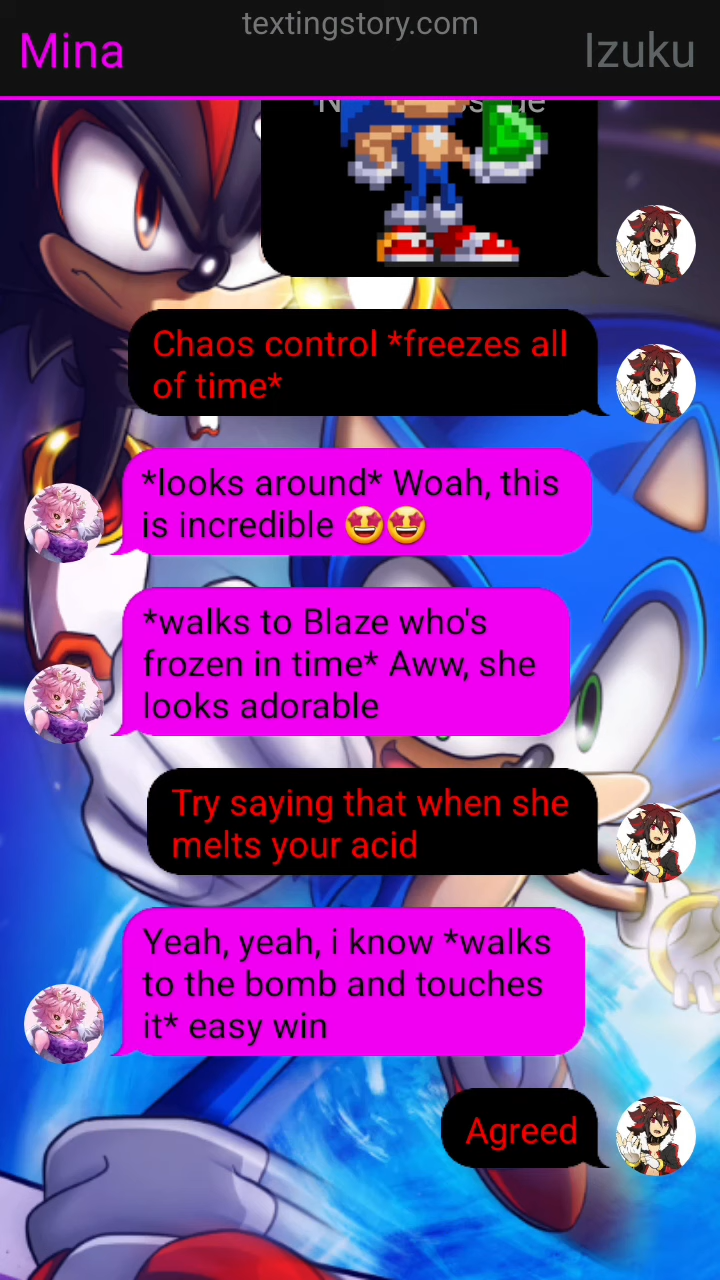 textingstory.com
Mina
Izuku
Chaos control *freezes all
of time*
*looks around* Woah, this
is incredible 🤩🤩
*walks to Blaze who's
frozen in time* Aww, she
looks adorable
Try saying that when she
melts your acid
Yeah, yeah, i know *walks
to the bomb and touches
it* easy win
Agreed